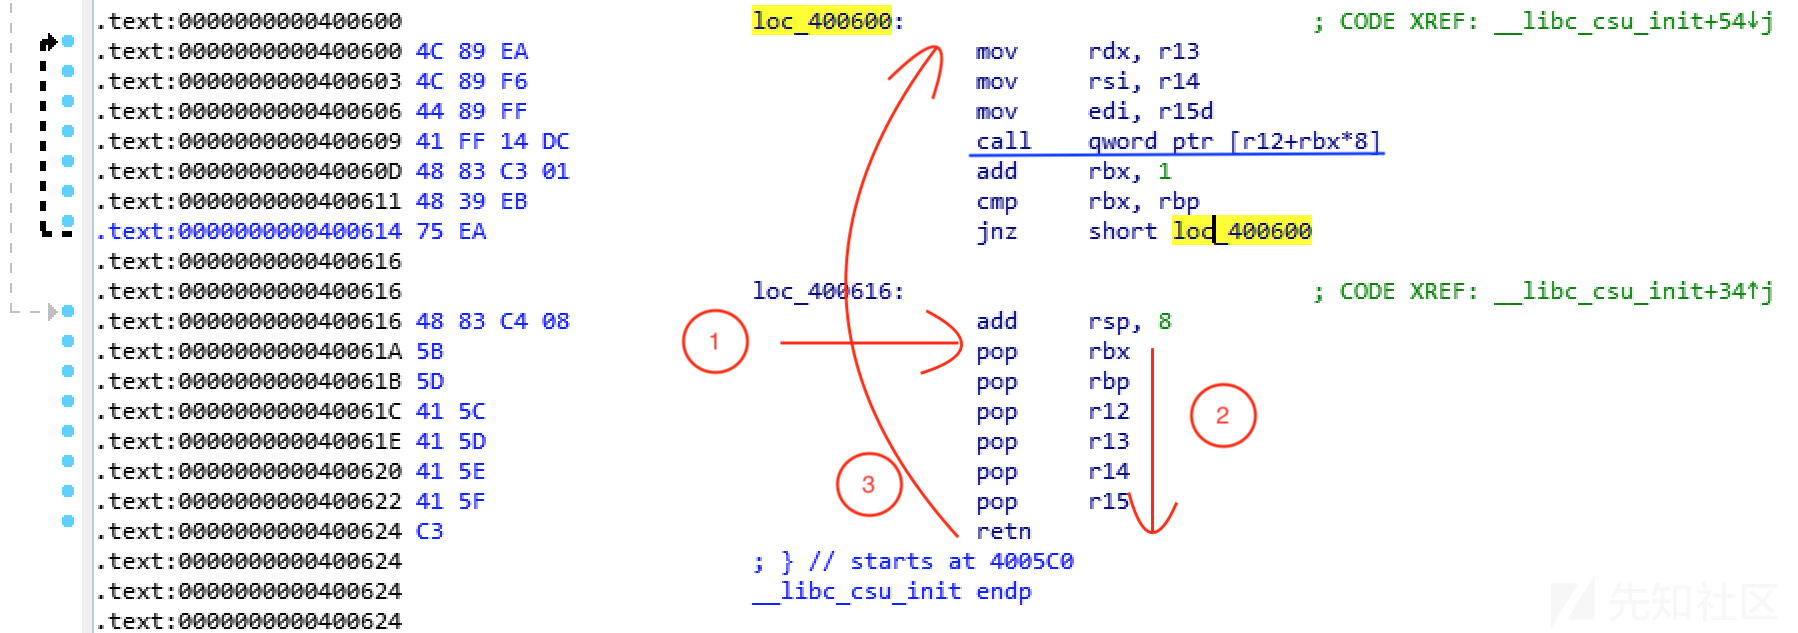 .text:0000000000400600 loc_400600: ; CODE XREF: __libc_csu_init+54↓j
.text:0000000000400600 4C 89 EA mov rdx, r13
.text:0000000000400603 4C 89 F6 mov rsi, r14
.text:0000000000400606 44 89 FF mov edi, r15d
.text:0000000000400609 41 FF 14 DC call qword ptr [r12+rbx*8]
.text:000000000040060D 48 83 C3 01 add rbx, 1
.text:0000000000400611 48 39 EB cmp rbx, rbp
.text:0000000000400614 75 EA jnz short loc_400600
.text:0000000000400616
.text:0000000000400616 loc_400616: ; CODE XREF: __libc_csu_init+34↑j
.text:0000000000400616 48 83 C4 08 add rsp, 8
.text:000000000040061A 5B pop rbx
.text:000000000040061B 5D pop rbp
.text:000000000040061C 41 5C pop r12
.text:000000000040061E 41 5D pop r13
.text:0000000000400620 41 5E pop r14
.text:0000000000400622 41 5F pop r15
.text:0000000000400624 C3 retn
.text:0000000000400624 ; } // starts at 4005C0
.text:0000000000400624 __libc_csu_init endp
.text:0000000000400624
1
2
3
先知社区